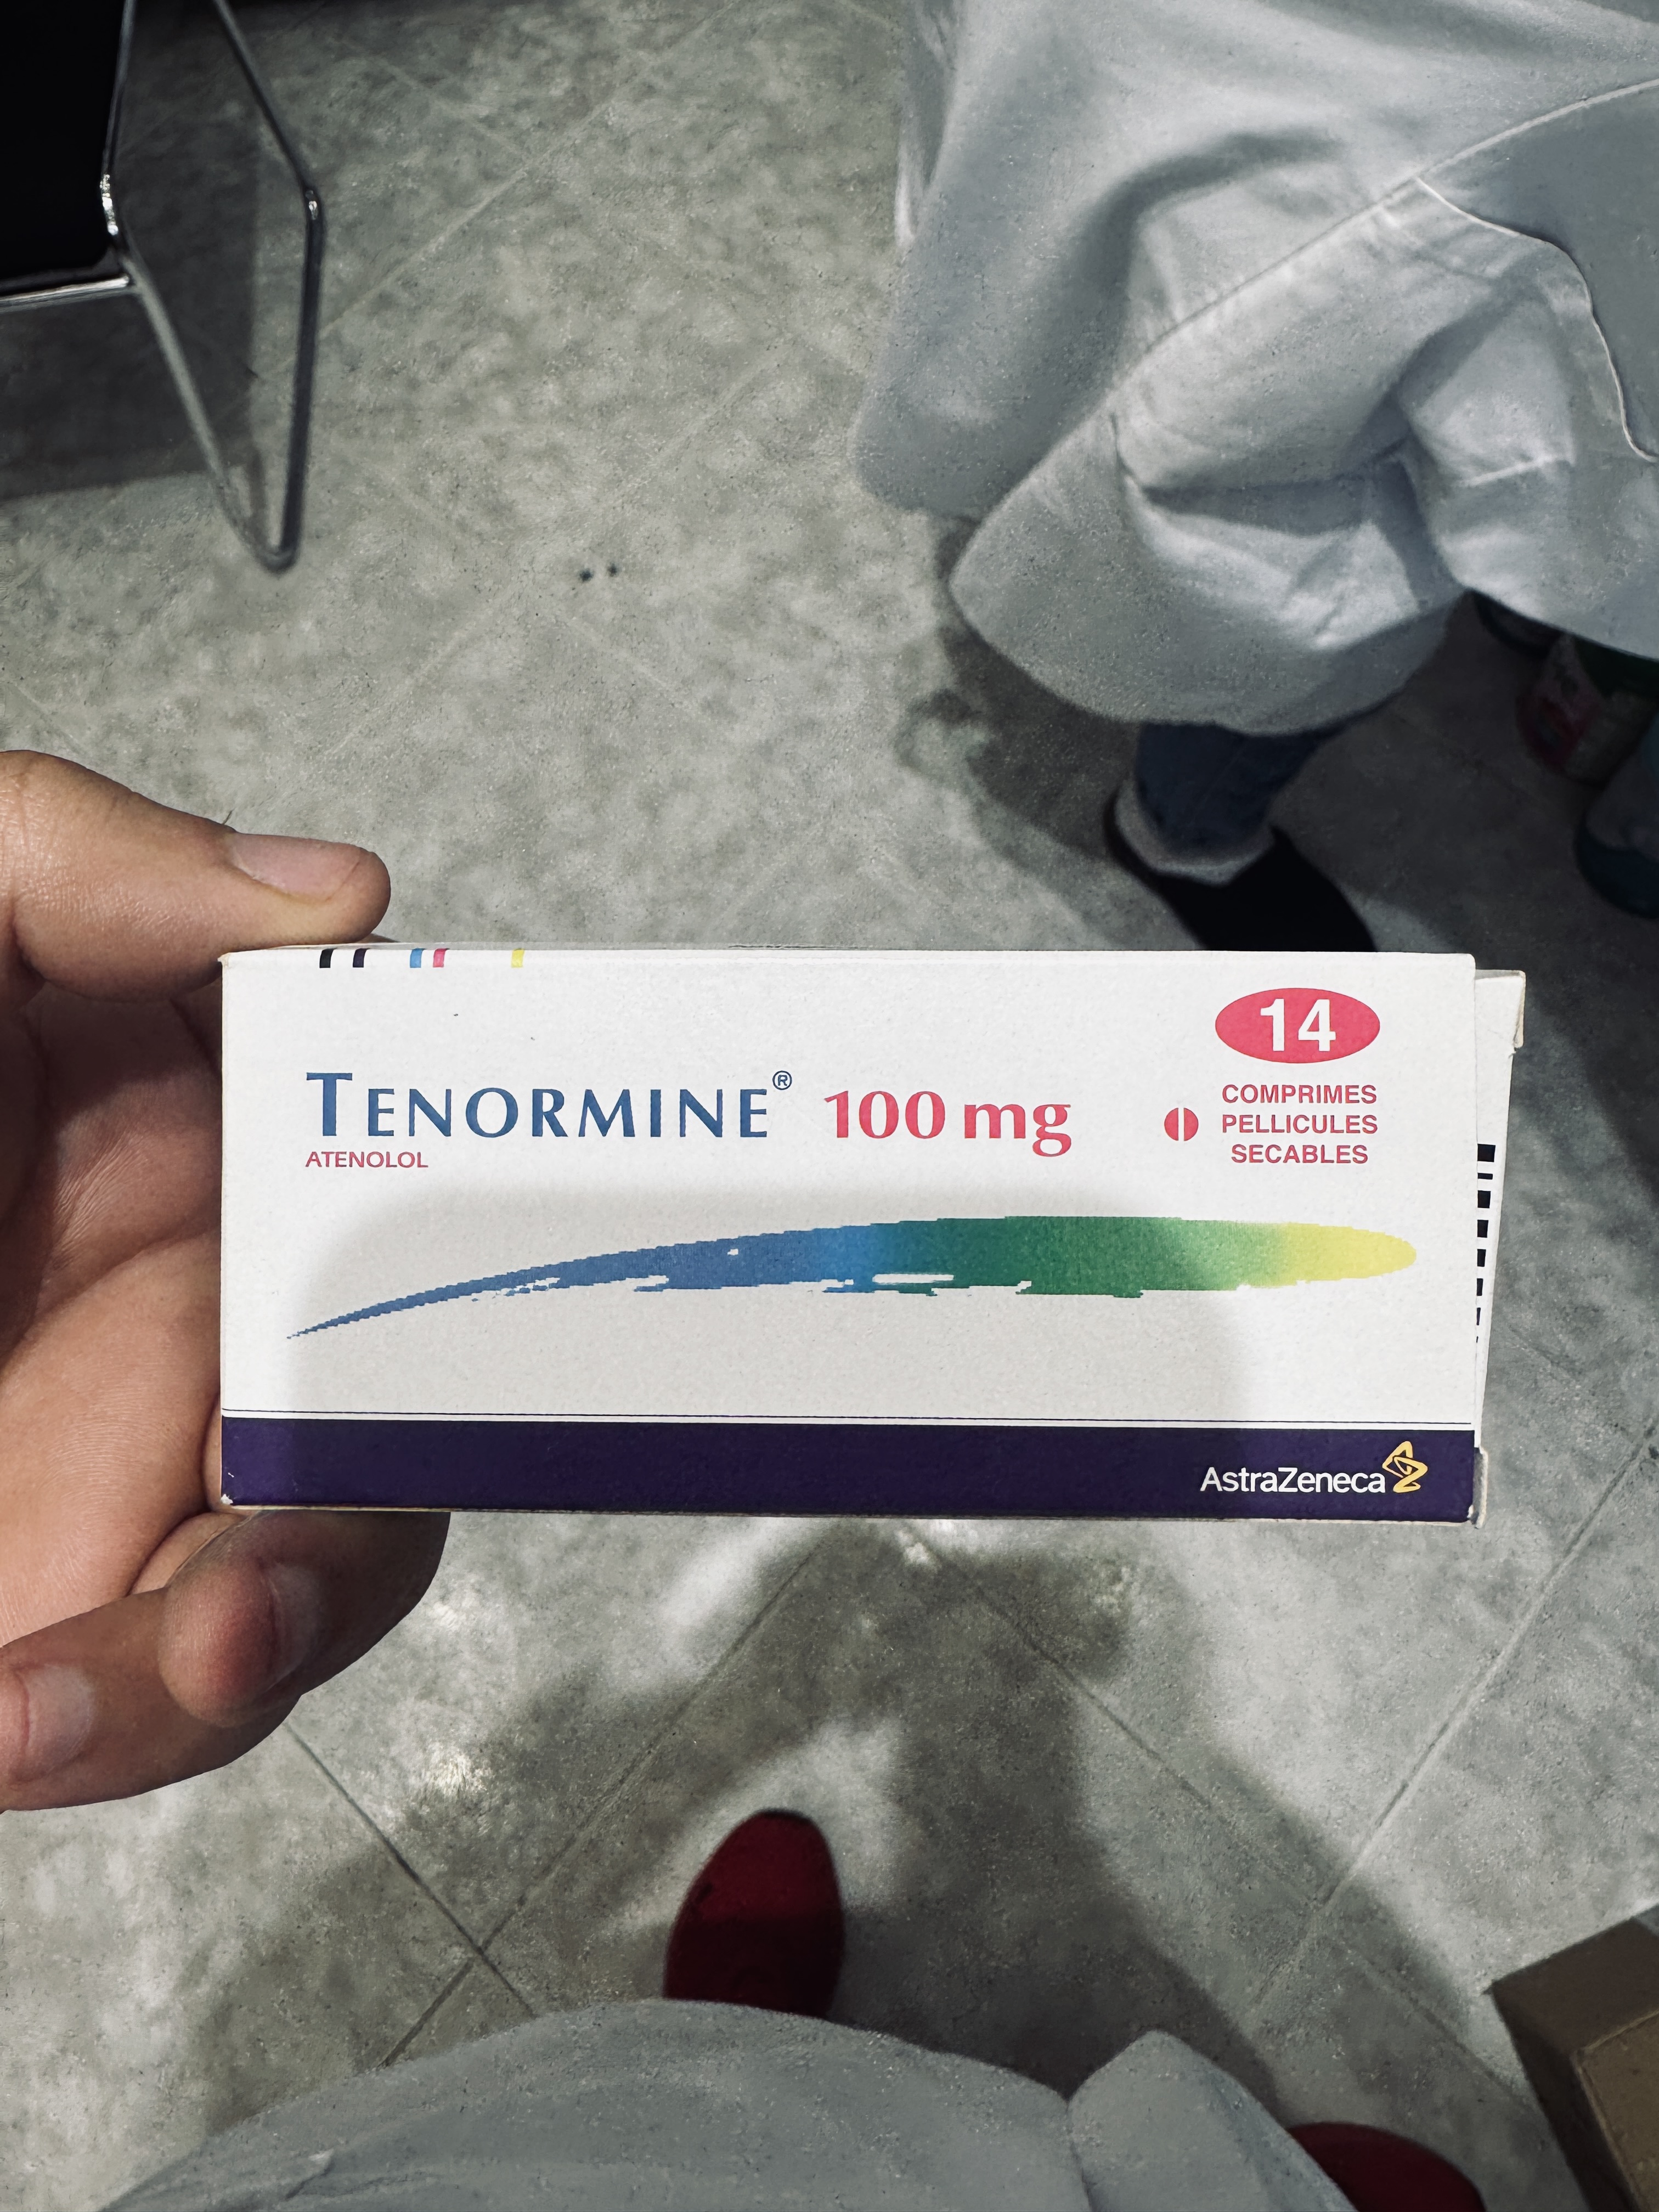 14
TENORMINE® 100 mg
ATENOLOL
COMPRIMES
PELLICULES
SECABLES
AstraZeneca